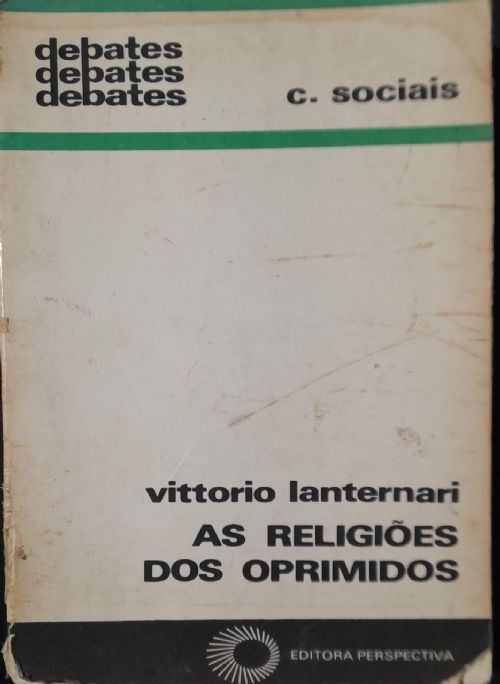 debates
debates
debates
c. sociais
vittorio lanternari
AS RELIGIÕES
DOS OPRIMIDOS
EDITORA PERSPECTIVA